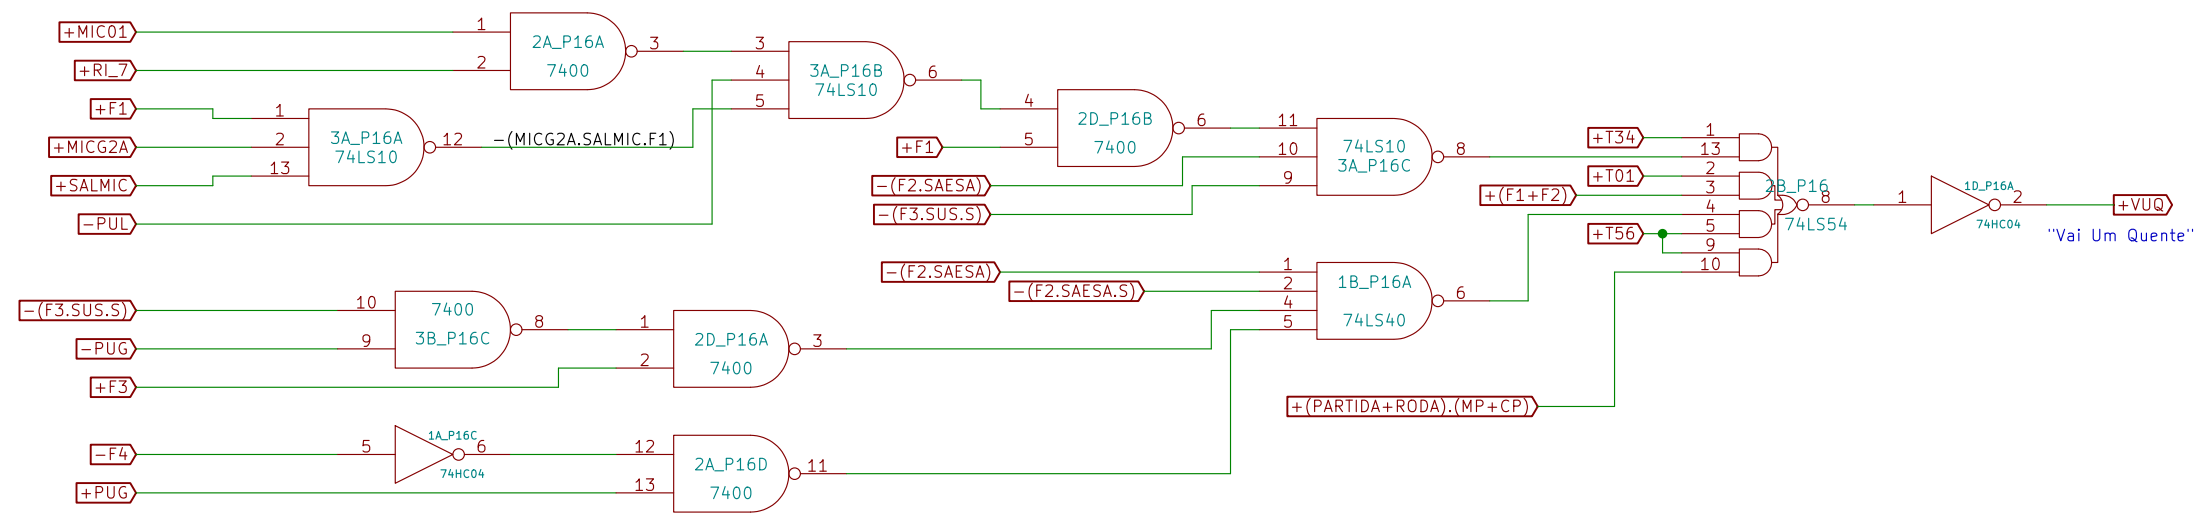 +MIC01
1
2A_P16A
3
+RI_7
2
7400
3
3A_P16B
6
4
74LS10
5
+F1
1
+MICG2A
2
3A_P16A
12
-(MICG2A.SALMIC.F1)
74LS10
+SALMIC
13
-PUL
4
2D_P16B
6
+F1
5
7400
11
74LS10
8
10
3A_P16C
9
-(F2.SAESA)
-(F3.SUS.S)
+T34
1
13
+T01
2
+(F1+F2)
3
2B_P16
8
4
74LS54
+T56
5
9
10
1
1D_P16A
2
74HC04
+VUQ
"Vai Um Quente"
-(F2.SAESA)
1
-(F2.SAESA.S)
2
1B_P16A
6
4
74LS40
5
-(F3.SUS.S)
10
7400
8
-PUG
9
3B_P16C
1
2D_P16A
3
+F3
2
7400
+(PARTIDA+RODA).(MP+CP)
-F4
5
1A_P16C
6
74HC04
12
2A_P16D
11
+PUG
13
7400